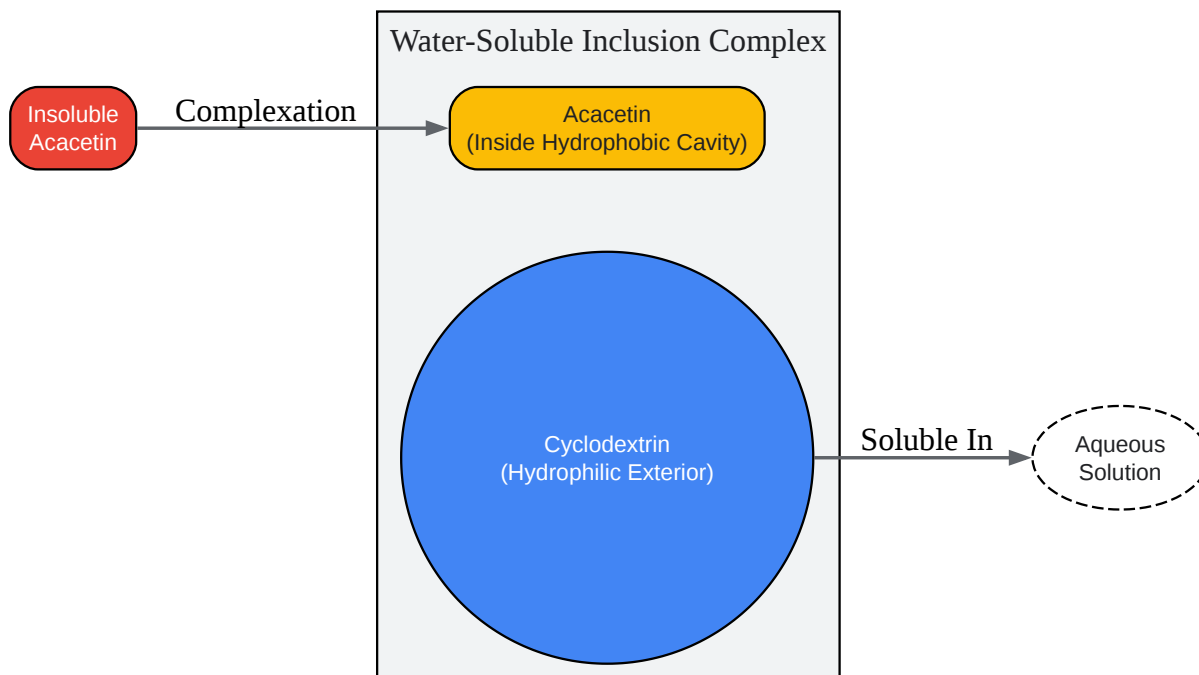 Water-Soluble Inclusion Complex
Insoluble
Acacetin
Complexation
Acacetin
(Inside Hydrophobic Cavity)
Cyclodextrin
(Hydrophilic Exterior)
Soluble In
Aqueous
Solution